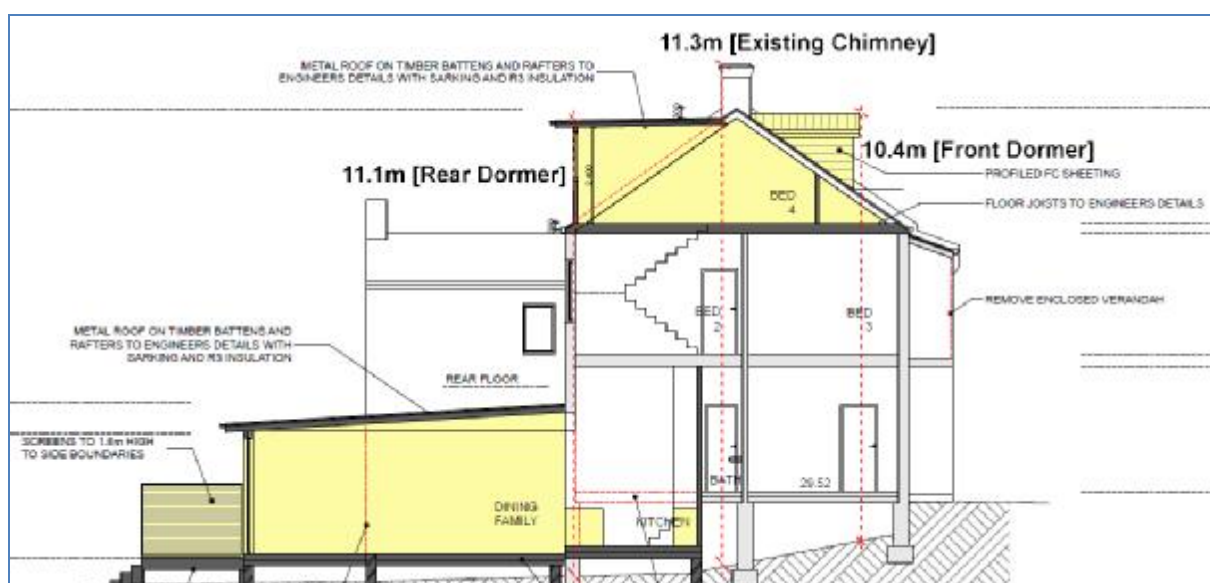 11.3m [Existing Chimney]
METAL ROOF ON TIMBER BATTENS AND RAFTERS TO
ENGINEERS DETAILS WITH SARKING AND R3 INSULATION
10.4m [Front Dormer]
PROFILED FC SHEETING
11.1m [Rear Dormer]
BED
4
FLOOR JOISTS TO ENGINEERS DETAILS
BED
2
BED
3
REMOVE ENCLOSED VERANDAH
METAL ROOF ON TIMBER BATTENS AND
RAFTERS TO ENGINEERS DETAILS WITH
SARKING AND R3 INSULATION
REAR FLOOR
SCREENS TO 1.8m HIGH
TO SIDE BOUNDARIES
BATH
29.52
DINING
FAMILY
KITCHEN